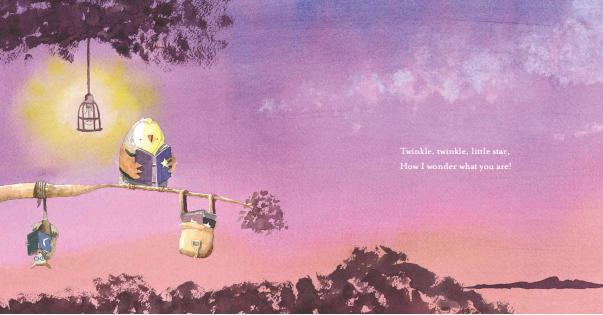 Twinkle, twinkle, little star,
How I wonder what you are!